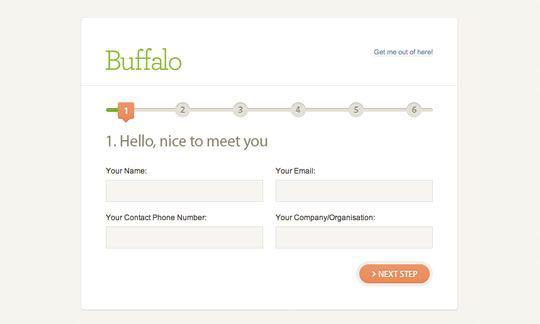 Buffalo
Get me out of here!
1 2 3 4 5 6
1. Hello, nice to meet you
Your Name: Your Email:
Your Contact Phone Number: Your Company/Organisation:
> NEXT STEP